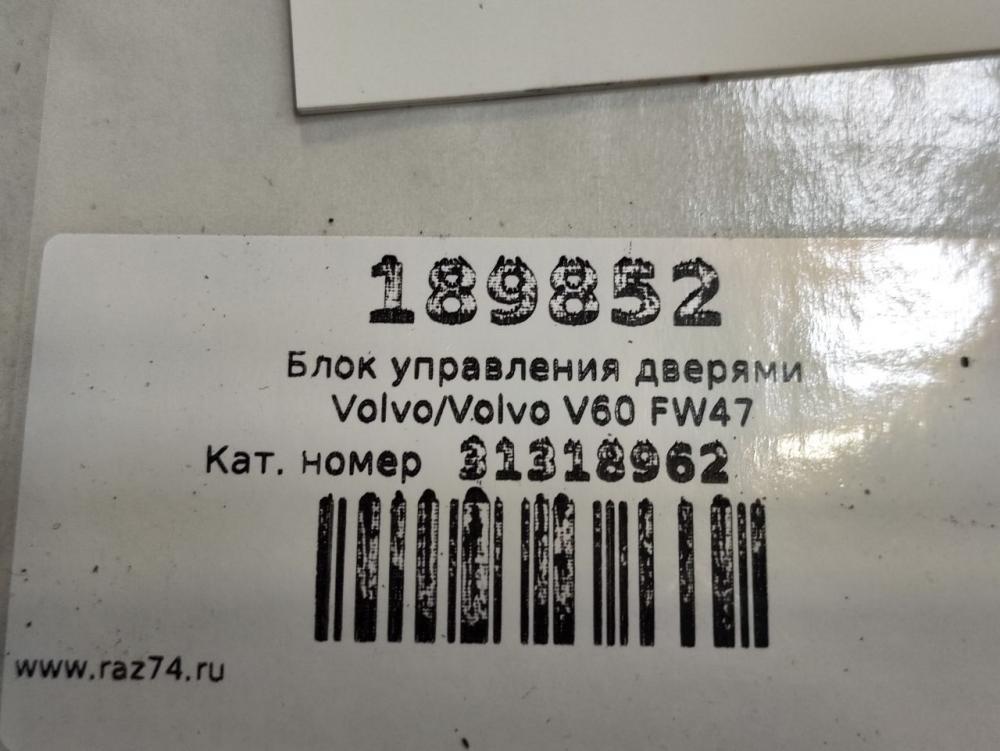 189852
Блок управления дверями
Volvo/Volvo V60 FW47
Кат. номер 31318962
www.raz74.ru